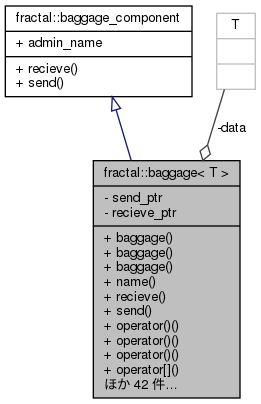 fractal::baggage_component
+ admin_name
+ recieve()
+ send()
T
-data
fractal::baggage< T >
- send_ptr
- recieve_ptr
+ baggage()
+ baggage()
+ baggage()
+ name()
+ recieve()
+ send()
+ operator()()
+ operator()()
+ operator()()
+ operator[]()
ほか 42 件...